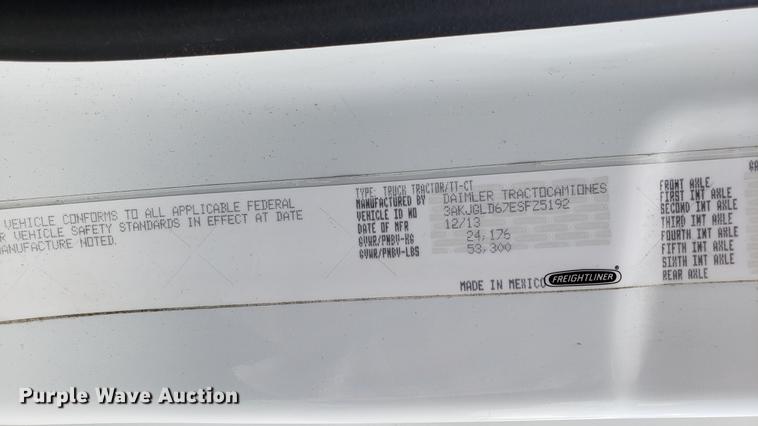 VEHICLE CONFORMS TO ALL APPLICABLE FEDERAL
R VEHICLE SAFETY STANDARDS IN EFFECT AT DATE
MANUFACTURE NOTED.
TYPE: TRUCK TRACTOR/TT-CT
MANUFACTURED BY DAIMLER TRACTOCAMIONES
VEHICLE ID NO 3AKJGLD67ESFZ5192
DATE OF MFR 12/13
GVWR/PNBV-KG 24,176
GVWR/PNBV-LBS 53,300
MADE IN MEXICO FREIGHTLINER
FRONT AXLE
FIRST INT AXLE
SECOND INT AXLE
THIRD INT AXLE
FOURTH INT AXLE
FIFTH INT AXLE
SIXTH INT AXLE
REAR AXLE
Purple Wave Auction